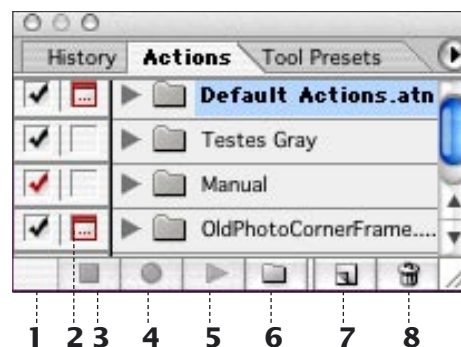 History Actions Tool Presets
Default Actions.atn
Testes Gray
Manual
OldPhotoCornerFrame....
1 2 3 4 5 6 7 8